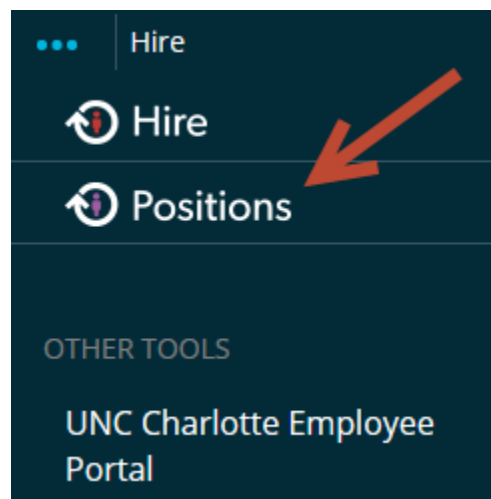 Hire
Hire
Positions
OTHER TOOLS
UNC Charlotte Employee
Portal